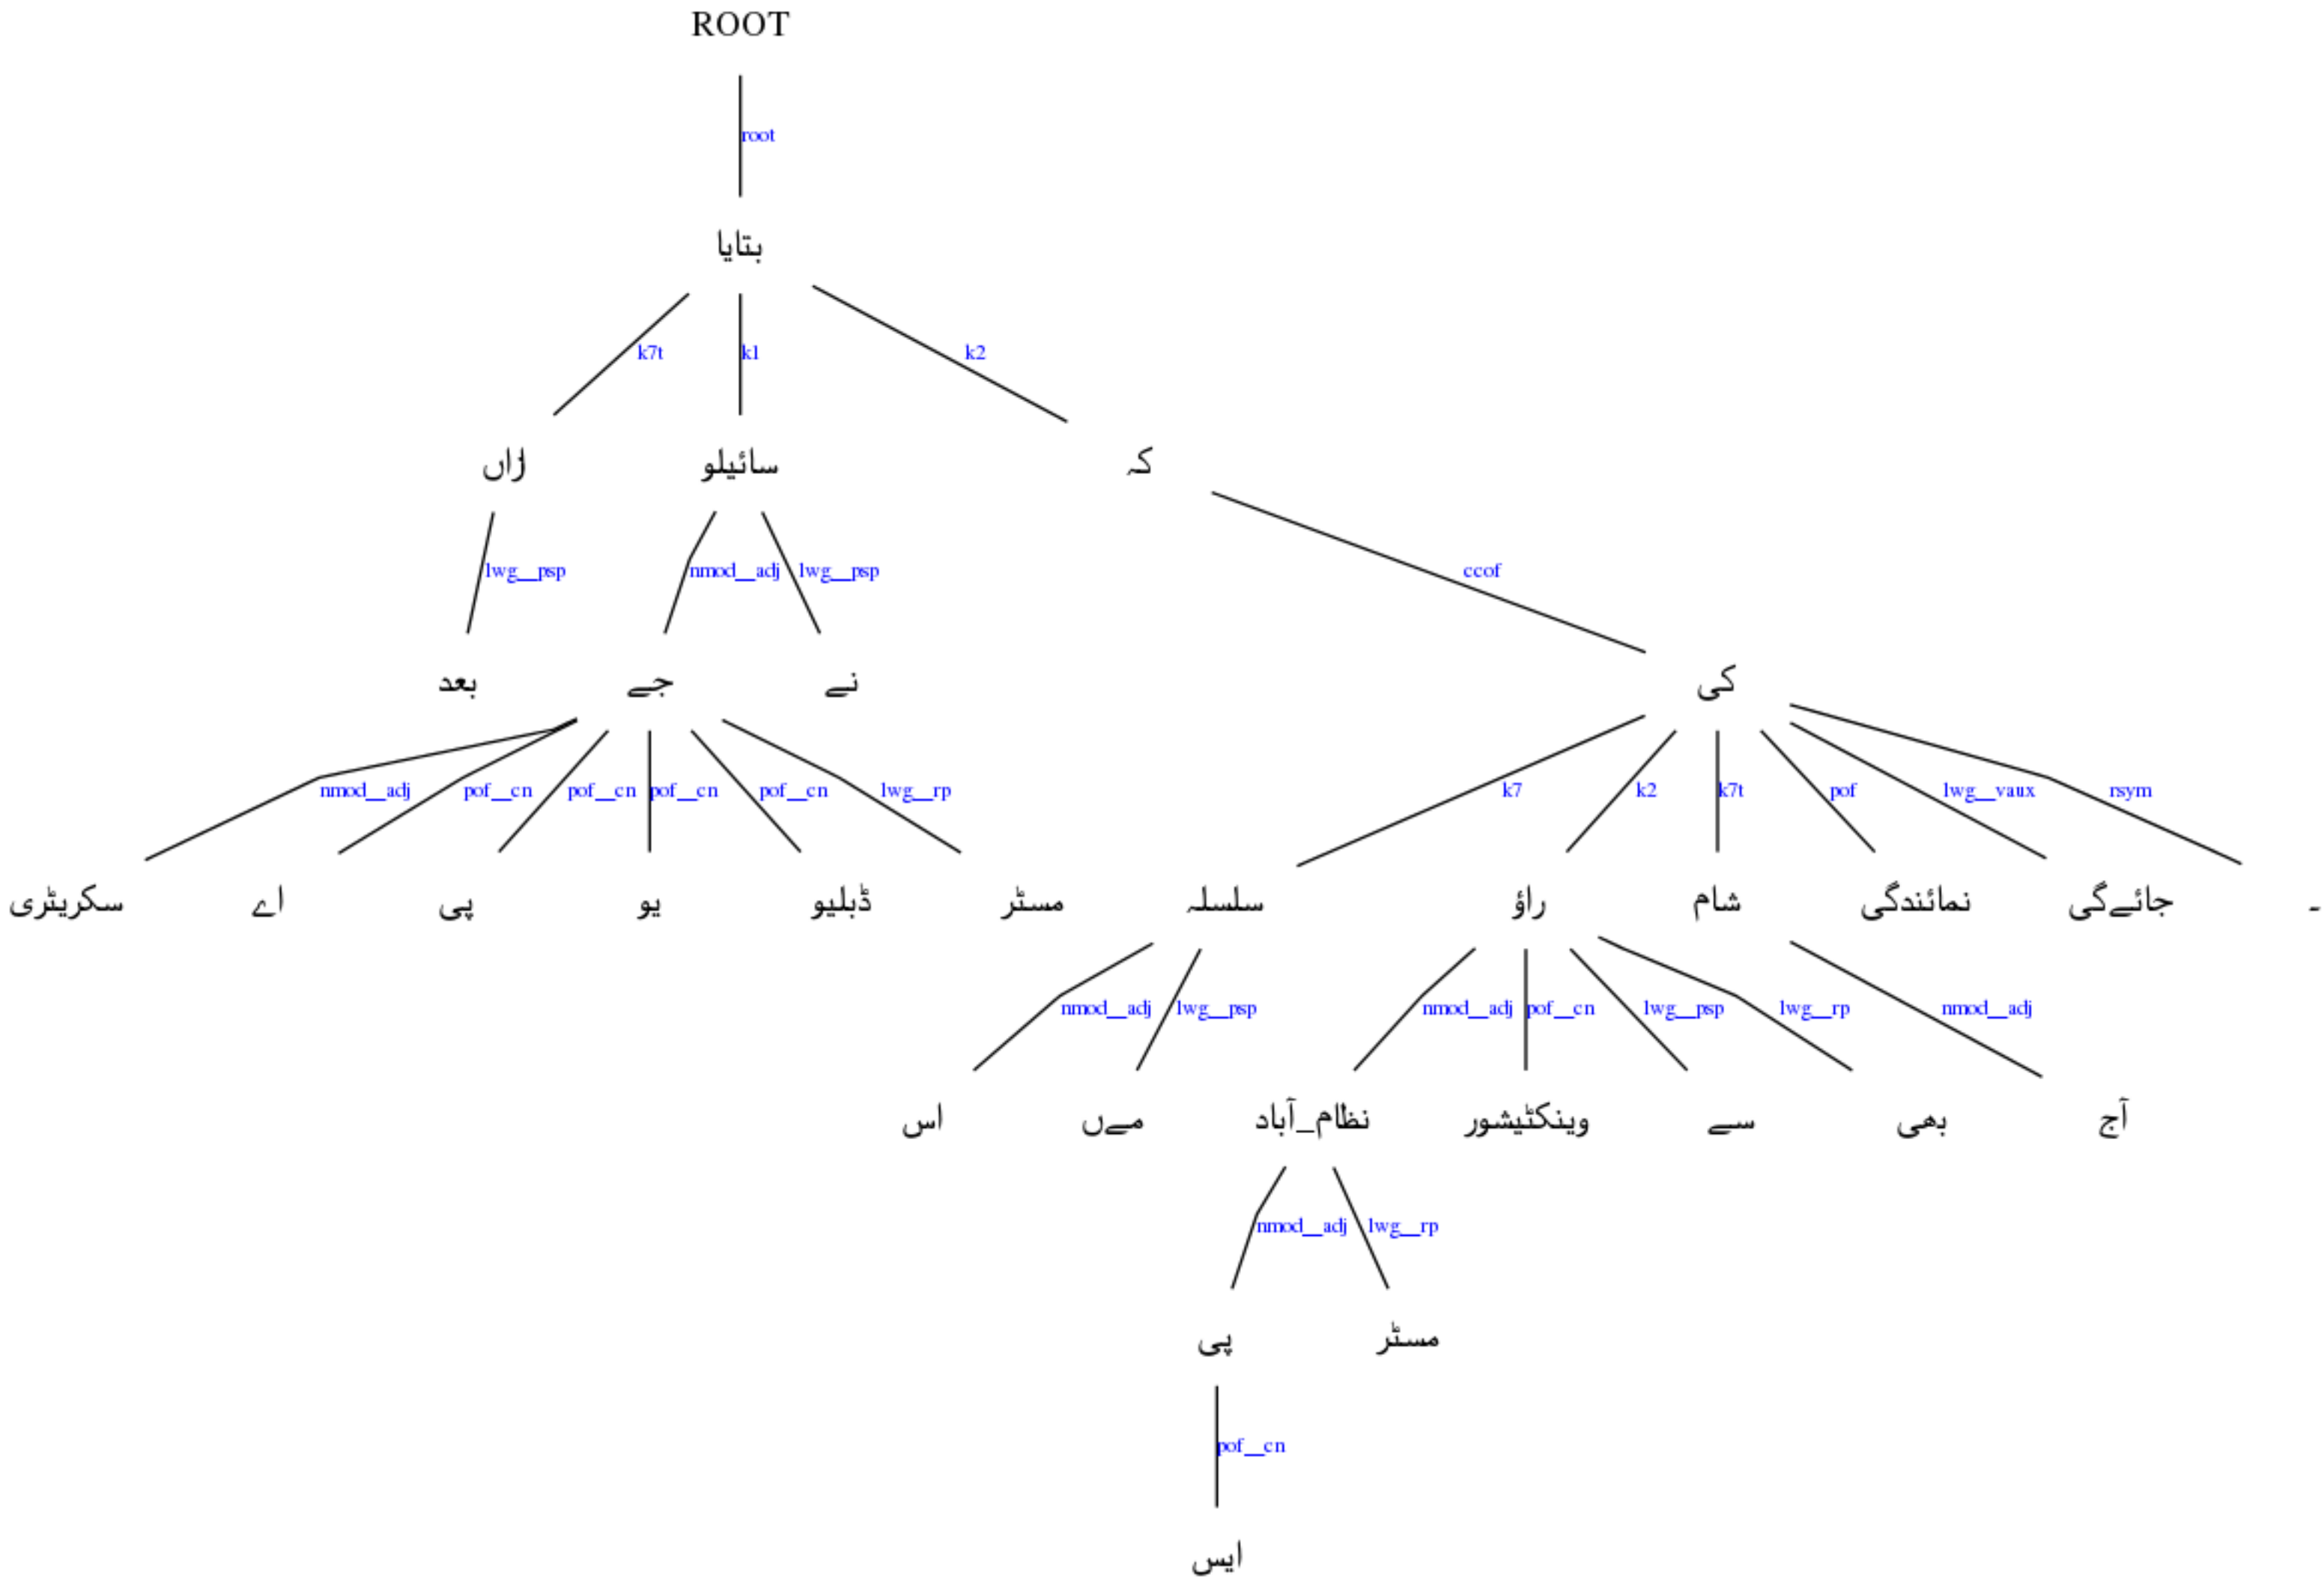 ROOT
root
بتایا
k7t k1 k2
ازاں سائیلو کہ
lwg__psp nmod__adj lwg__psp ccof
بعد جے نے کی
nmod__adj pof__cn pof__cn pof__cn pof__cn lwg__rp k7 k2 k7t pof lwg__vaux rsym
سکریٹری اے پی یو ڈبلیو مسٹر سلسلہ راؤ شام نمائندگی جائےگی ۔
nmod__adj lwg__psp nmod__adj pof__cn lwg__psp lwg__rp nmod__adj
اس مےں نظام_آباد وینکٹیشور سے بھی آج
nmod__adj lwg__rp
پی مسٹر
pof__cn
ایس